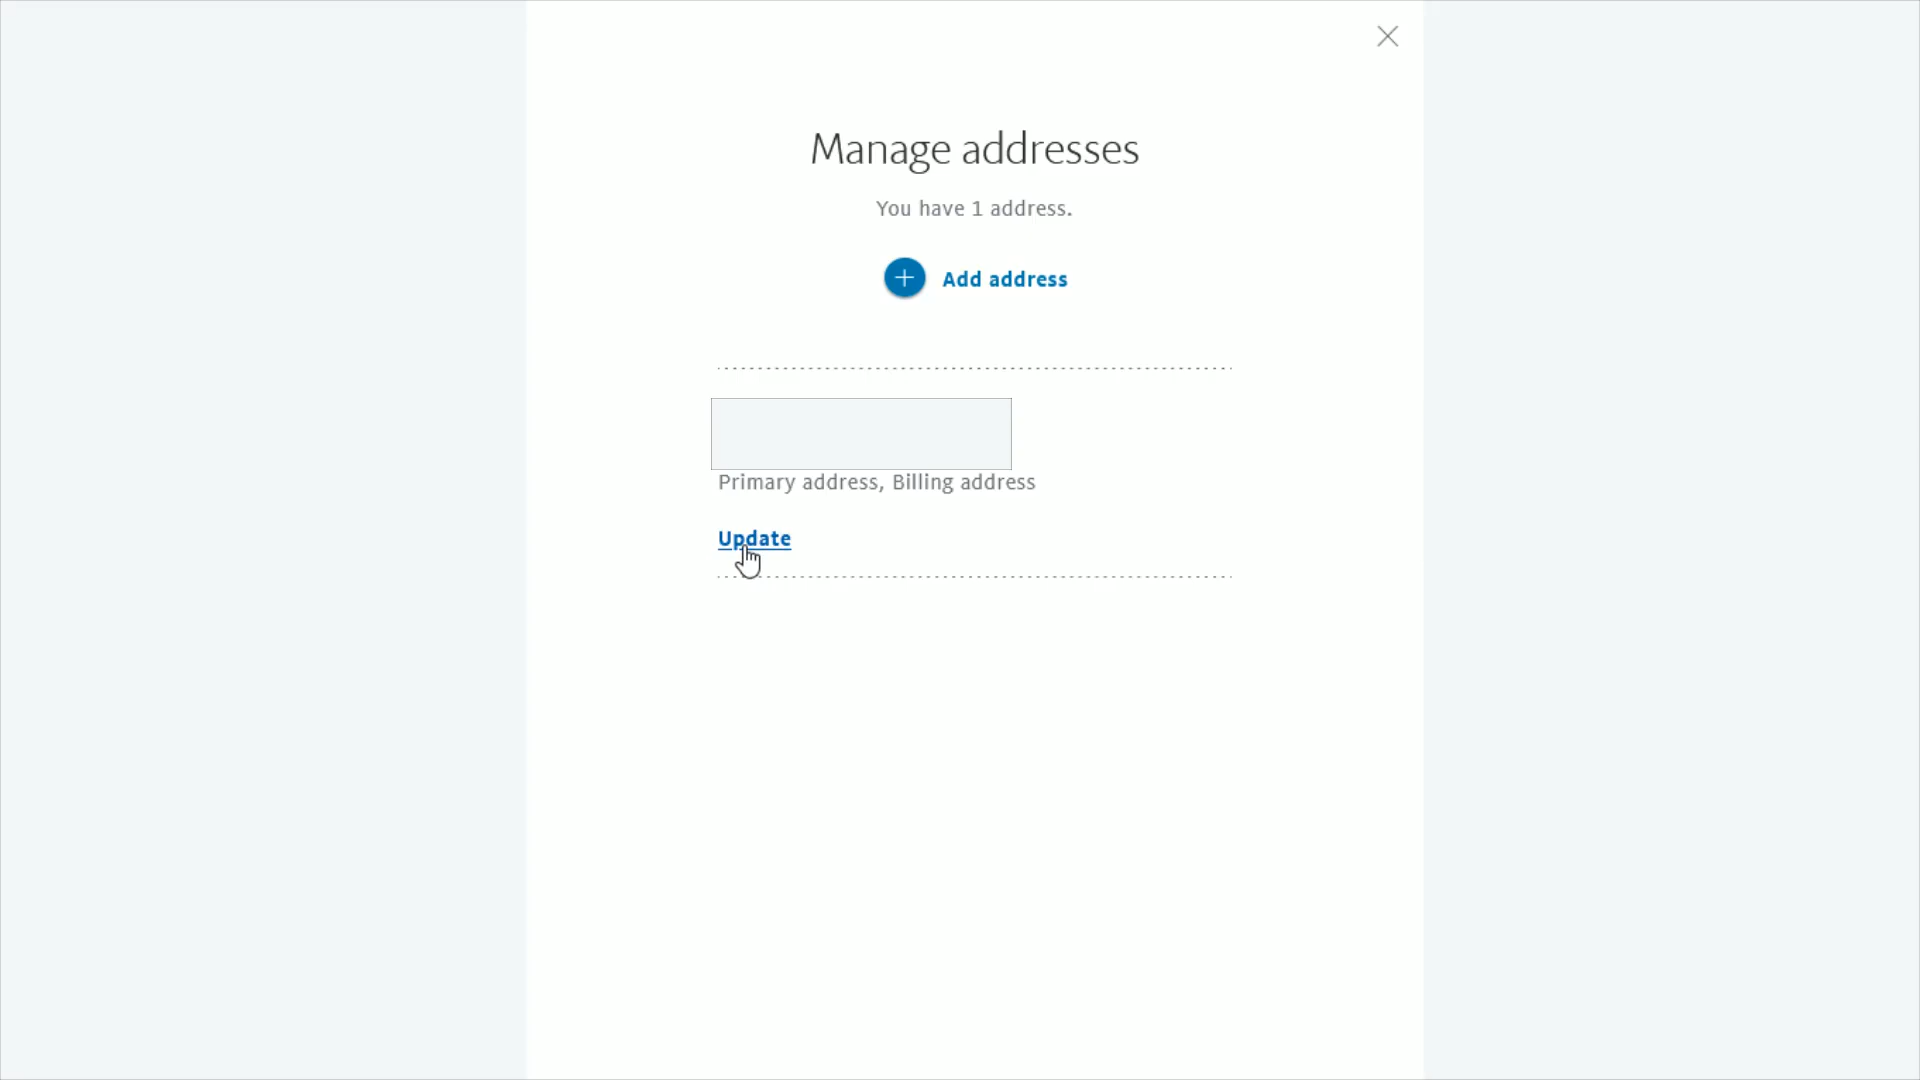 Manage addresses
You have 1 address.
Add address
Primary address, Billing address
Update